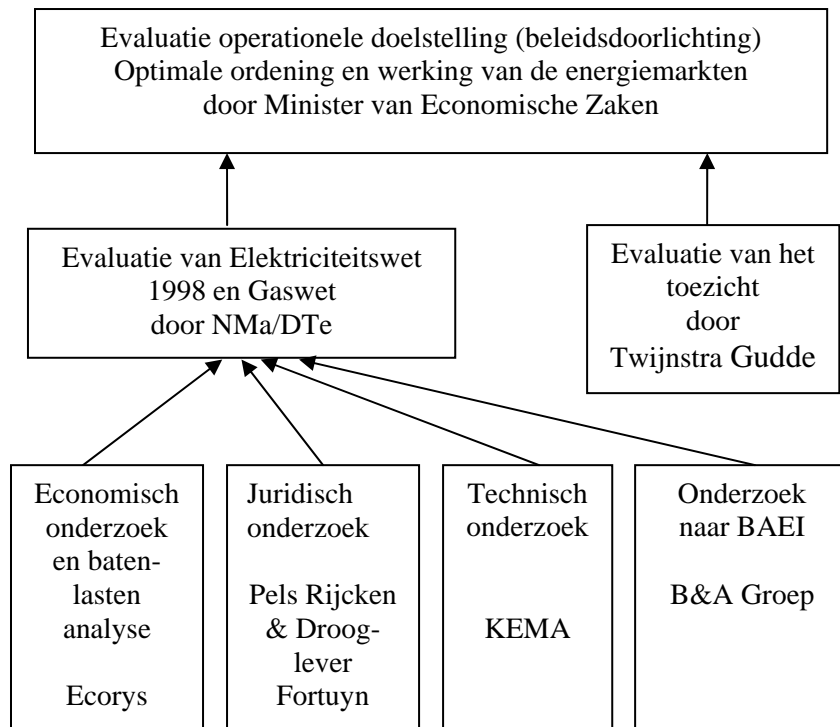 Evaluatie operationele doelstelling (beleidsdoorlichting)
Optimale ordening en werking van de energiemarkten
door Minister van Economische Zaken
Evaluatie van Elektriciteitswet
1998 en Gaswet
door NMa/DTe
Evaluatie van het
toezicht
door
Twijnstra Gudde
Economisch
onderzoek
en baten-
lasten
analyse
Ecorys
Juridisch
onderzoek
Pels Rijcken
& Droog-
lever
Fortuyn
Technisch
onderzoek
KEMA
Onderzoek
naar BAEI
B&A Groep